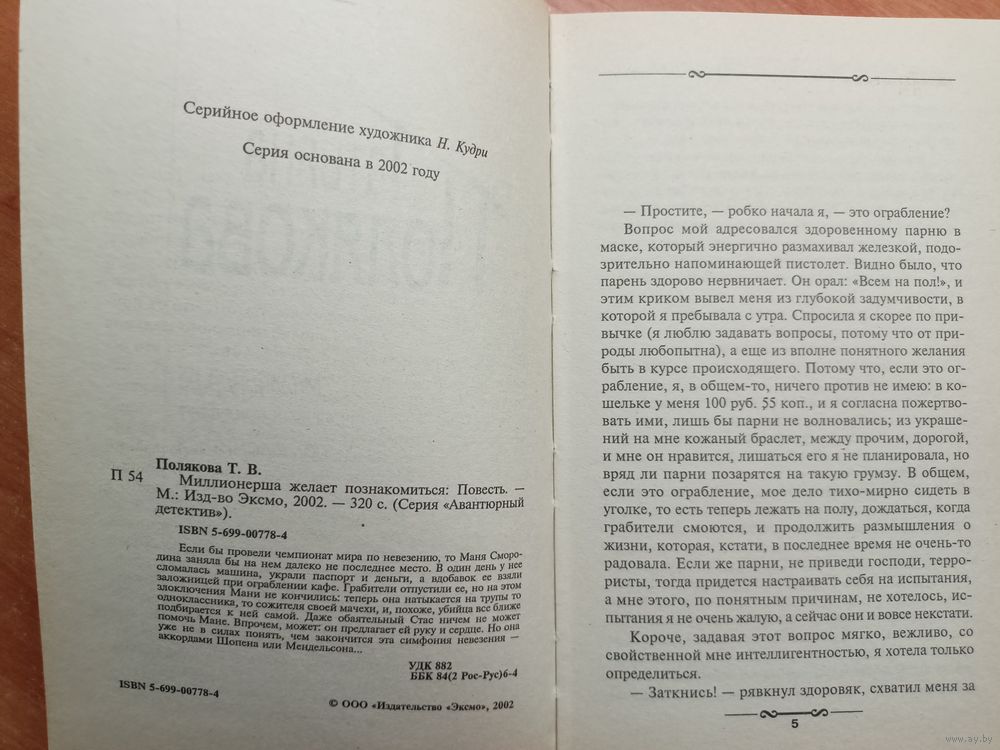 Серийное оформление художника Н. Кудри
Серия основана в 2002 году
Полякова Т. В.
П 54
Миллионерша желает познакомиться: Повесть. —
М.: Изд-во Эксмо, 2002. — 320 с. (Серия «Авантюрный
детектив»).
ISBN 5-699-00778-4
Если бы провели чемпионат мира по невезению, то Маня Сморо-
дина заняла бы на нем далеко не последнее место. В один день у нее
сломалась машина, украли паспорт и деньги, а вдобавок ее взяли
заложницей при ограблении кафе. Грабители отпустили ее, но на этом
злоключения Мани не кончились: теперь она натыкается на трупы то
одноклассника, то сожителя своей мачехи, и, похоже, убийца все ближе
подбирается к ней самой. Даже обаятельный Стас ничем не может
помочь Мане. Впрочем, может: он предлагает ей руку и сердце. Но она
уже не в силах понять, чем закончится эта симфония невезения —
аккордами Шопена или Мендельсона...
УДК 882
ББК 84(2 Рос-Рус)6-4
ISBN 5-699-00778-4
© ООО «Издательство «Эксмо», 2002
— Простите, — робко начала я, — это ограбление?
Вопрос мой адресовался здоровенному парню в
маске, который энергично размахивал железкой, подо-
зрительно напоминающей пистолет. Видно было, что
парень здорово нервничает. Он орал: «Всем на пол!», и
этим криком вывел меня из глубокой задумчивости, в
которой я пребывала с утра. Спросила я скорее по при-
вычке (я люблю задавать вопросы, потому что от при-
роды любопытна), а еще из вполне понятного желания
быть в курсе происходящего. Потому что, если это ог-
рабление, я, в общем-то, ничего против не имею: в ко-
шельке у меня 100 руб. 55 коп., и я согласна пожертво-
вать ими, лишь бы парни не волновались; из украшений
на мне кожаный браслет, между прочим, дорогой,
и мне он нравится, лишаться его я не планировала, но
вряд ли парни позарятся на такую грумзу. В общем,
если это ограбление, мое дело тихо-мирно сидеть в
уголке, то есть теперь лежать на полу, дождаться, когда
грабители смоются, и продолжить размышления о
жизни, которая, кстати, в последнее время не очень-то
радовала. Если же парни, не приведи господи, терро-
ристы, тогда придется настраивать себя на испытания,
а мне этого, по понятным причинам, не хотелось, ис-
пытания я не очень жалую, а сейчас они и вовсе некстати.
Короче, задавая этот вопрос мягко, вежливо, со
свойственной мне интеллигентностью, я хотела только
определиться.
— Заткнись! — рявкнул здоровяк, схватил меня за
5
www.ay.by